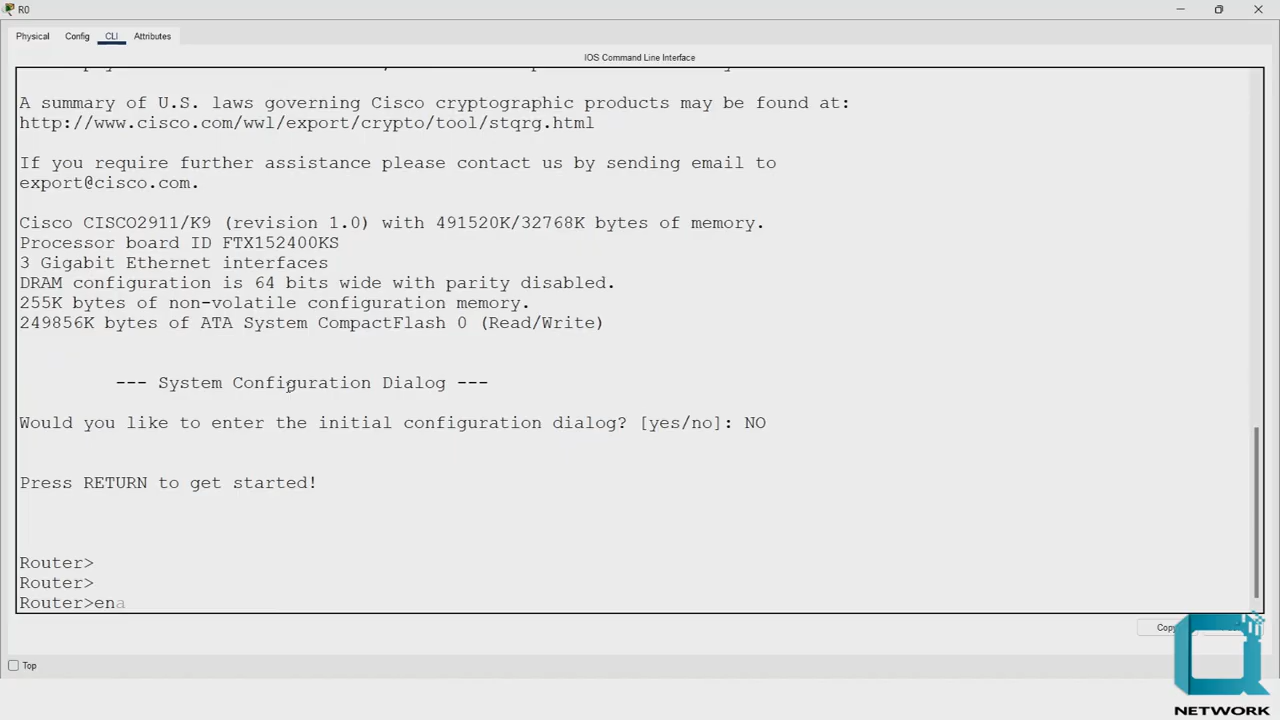 R0
Physical Config CLI Attributes
IOS Command Line Interface
A summary of U.S. laws governing Cisco cryptographic products may be found at:
http://www.cisco.com/wwl/export/crypto/tool/stqrg.html
If you require further assistance please contact us by sending email to
export@cisco.com.
Cisco CISCO2911/K9 (revision 1.0) with 491520K/32768K bytes of memory.
Processor board ID FTX152400KS
3 Gigabit Ethernet interfaces
DRAM configuration is 64 bits wide with parity disabled.
255K bytes of non-volatile configuration memory.
249856K bytes of ATA System CompactFlash 0 (Read/Write)
--- System Configuration Dialog ---
Would you like to enter the initial configuration dialog? [yes/no]: NO
Press RETURN to get started!
Router>
Router>
Router>ena
Top
NETWORK